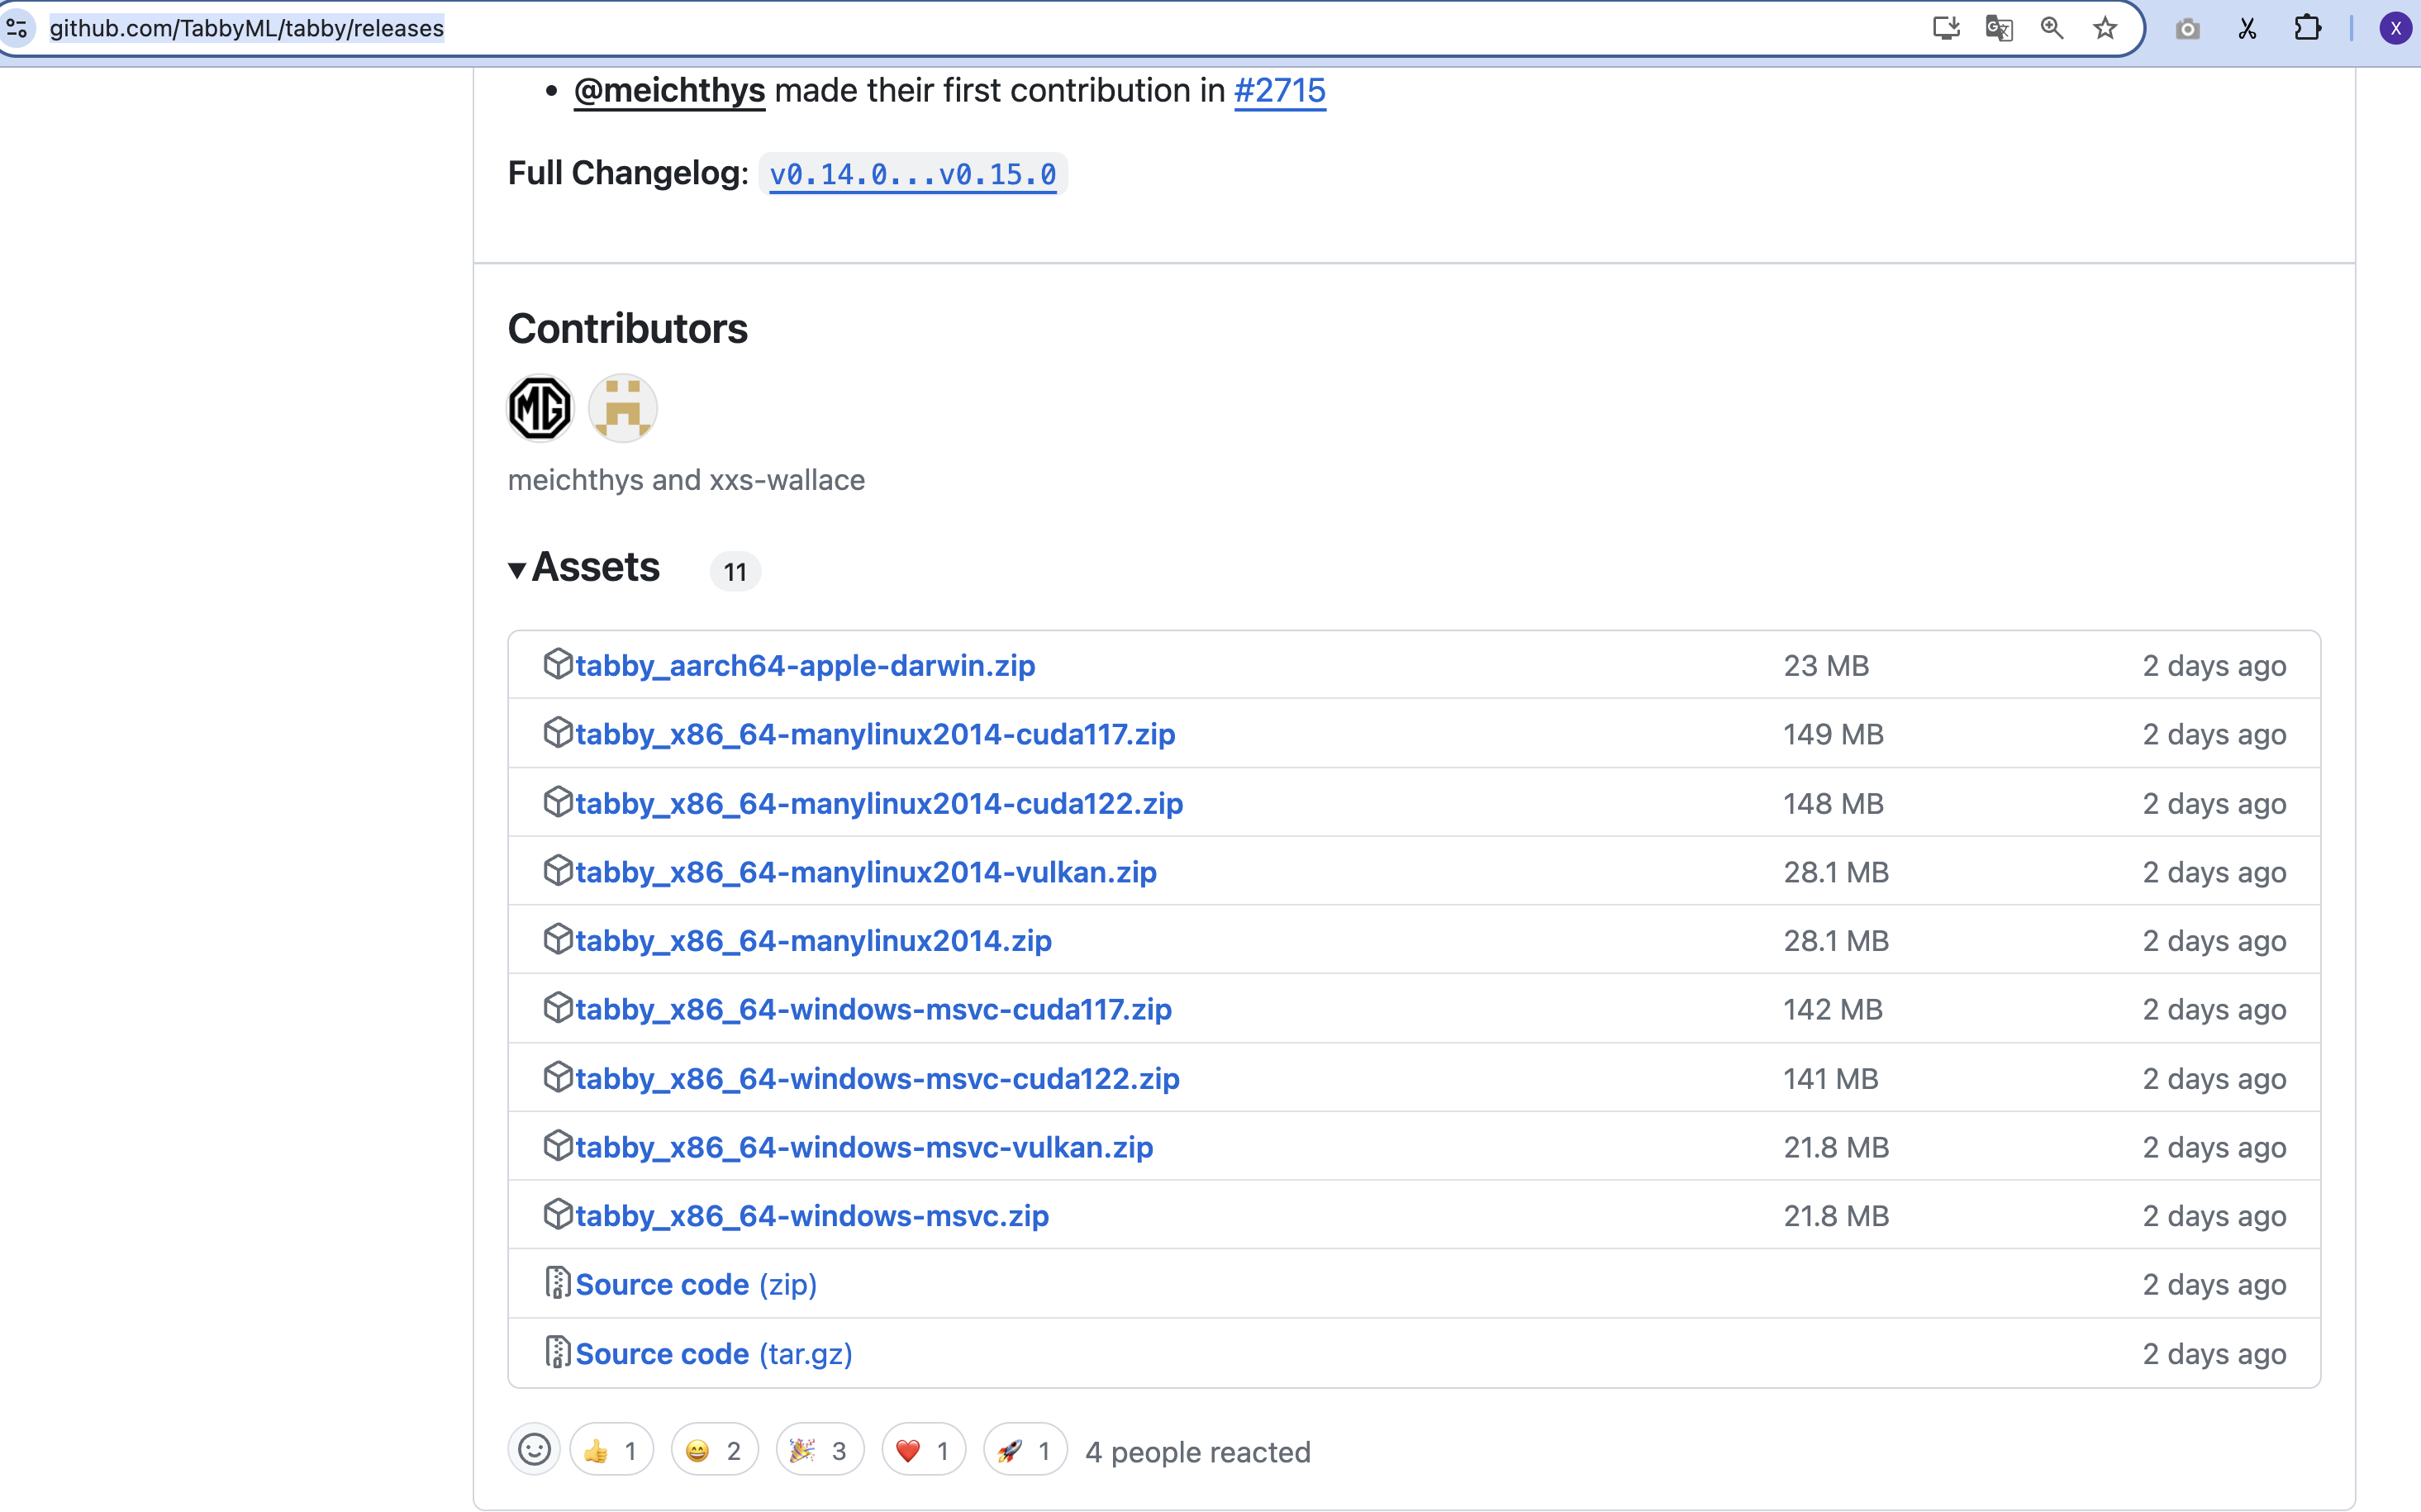 github.com/TabbyML/tabby/releases
X
• @meichthys made their first contribution in #2715
Full Changelog: v0.14.0...v0.15.0
Contributors
MG
meichthys and xxs-wallace
Assets 11
tabby_aarch64-apple-darwin.zip 23 MB 2 days ago
tabby_x86_64-manylinux2014-cuda117.zip 149 MB 2 days ago
tabby_x86_64-manylinux2014-cuda122.zip 148 MB 2 days ago
tabby_x86_64-manylinux2014-vulkan.zip 28.1 MB 2 days ago
tabby_x86_64-manylinux2014.zip 28.1 MB 2 days ago
tabby_x86_64-windows-msvc-cuda117.zip 142 MB 2 days ago
tabby_x86_64-windows-msvc-cuda122.zip 141 MB 2 days ago
tabby_x86_64-windows-msvc-vulkan.zip 21.8 MB 2 days ago
tabby_x86_64-windows-msvc.zip 21.8 MB 2 days ago
Source code (zip) 2 days ago
Source code (tar.gz) 2 days ago
👍 1 😄 2 🎉 3 ❤️ 1 🚀 1 4 people reacted